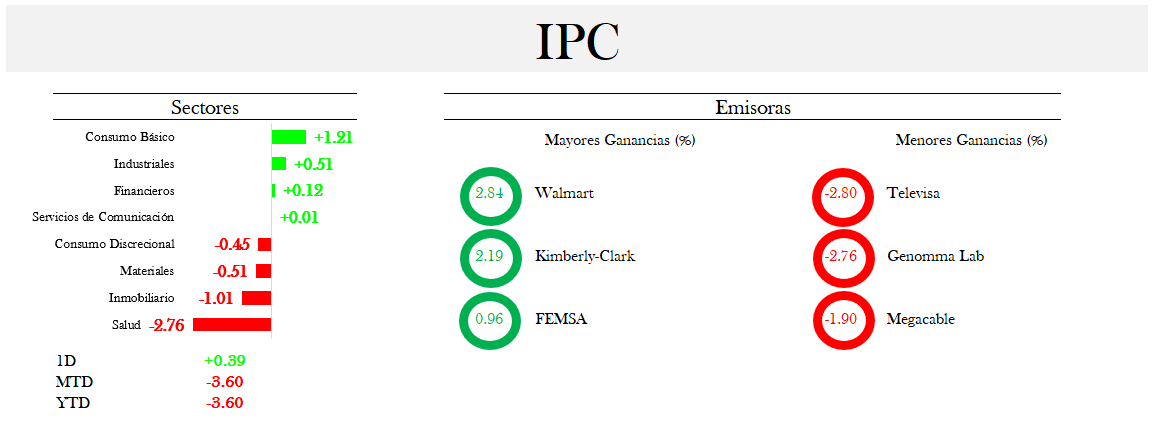 IPC
Sectores
Consumo Básico +1.21
Industriales +0.51
Financieros +0.12
Servicios de Comunicación +0.01
Consumo Discrecional -0.45
Materiales -0.51
Inmobiliario -1.01
Salud -2.76
1D +0.39
MTD -3.60
YTD -3.60
Emisoras
Mayores Ganancias (%)
2.84 Walmart
2.19 Kimberly-Clark
0.96 FEMSA
Menores Ganancias (%)
-2.80 Televisa
-2.76 Genomma Lab
-1.90 Megacable